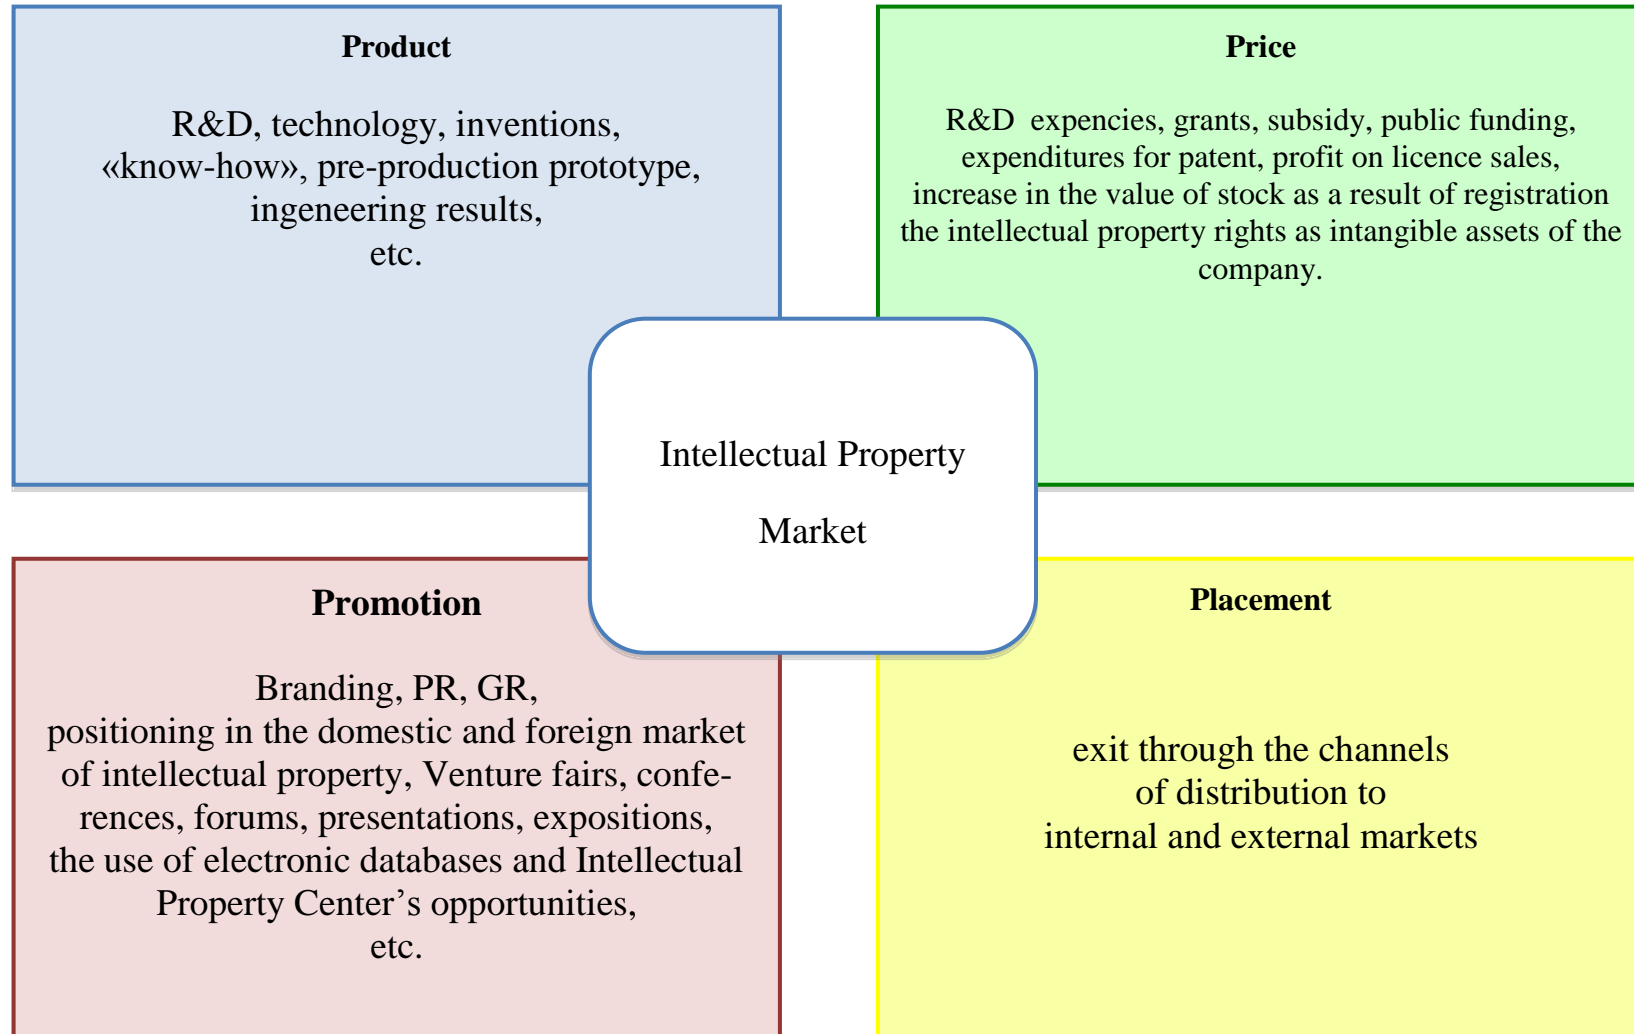 Product
R&D, technology, inventions,
«know-how», pre-production prototype,
ingeneering results,
etc.
Price
R&D expencies, grants, subsidy, public funding,
expenditures for patent, profit on licence sales,
increase in the value of stock as a result of registration
the intellectual property rights as intangible assets of the
company.
Intellectual Property
Market
Promotion
Branding, PR, GR,
positioning in the domestic and foreign market
of intellectual property, Venture fairs, confe-
rences, forums, presentations, expositions,
the use of electronic databases and Intellectual
Property Center’s opportunities,
etc.
Placement
exit through the channels
of distribution to
internal and external markets